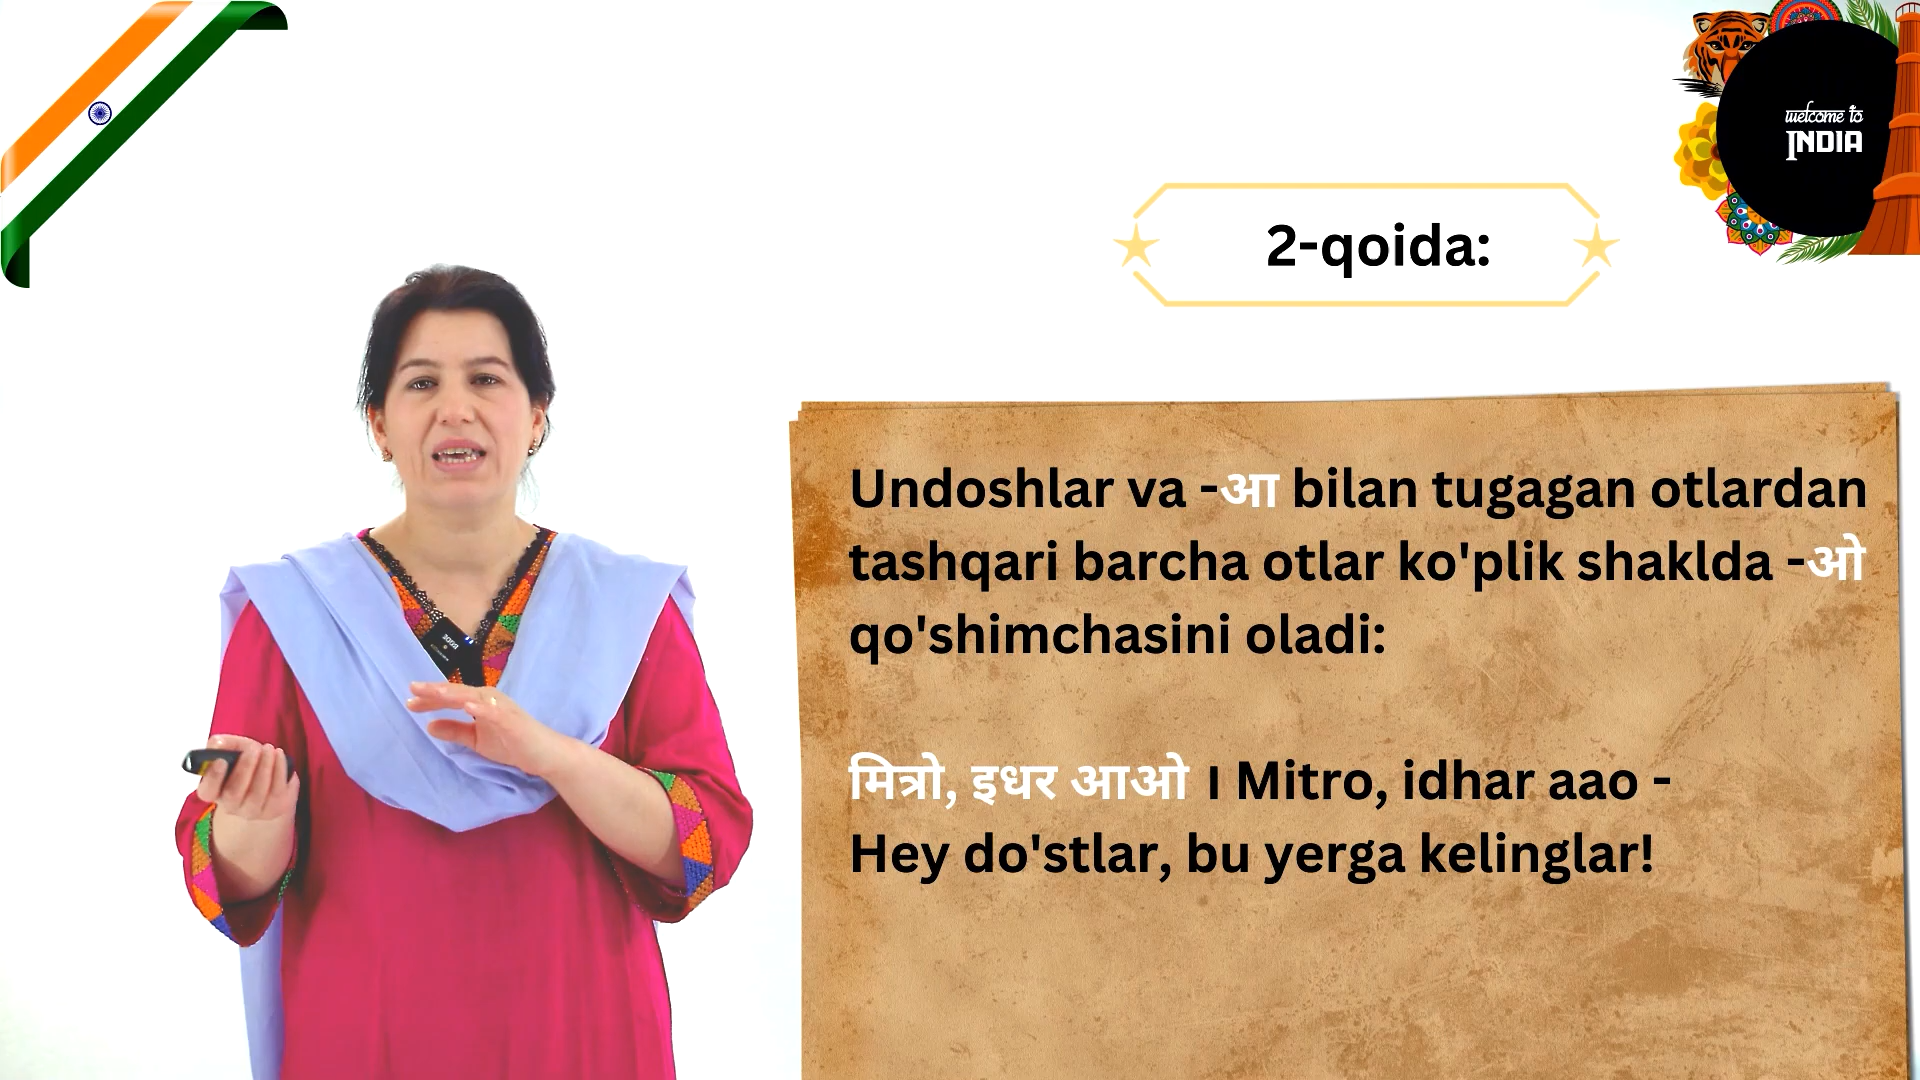 welcome to
INDIA
2-qoida:
Undoshlar va -आ bilan tugagan otlardan
tashqari barcha otlar ko'plik shaklda -ओ
qo'shimchasini oladi:
मित्रो, इधर आओ । Mitro, idhar aao -
Hey do'stlar, bu yerga kelinglar!